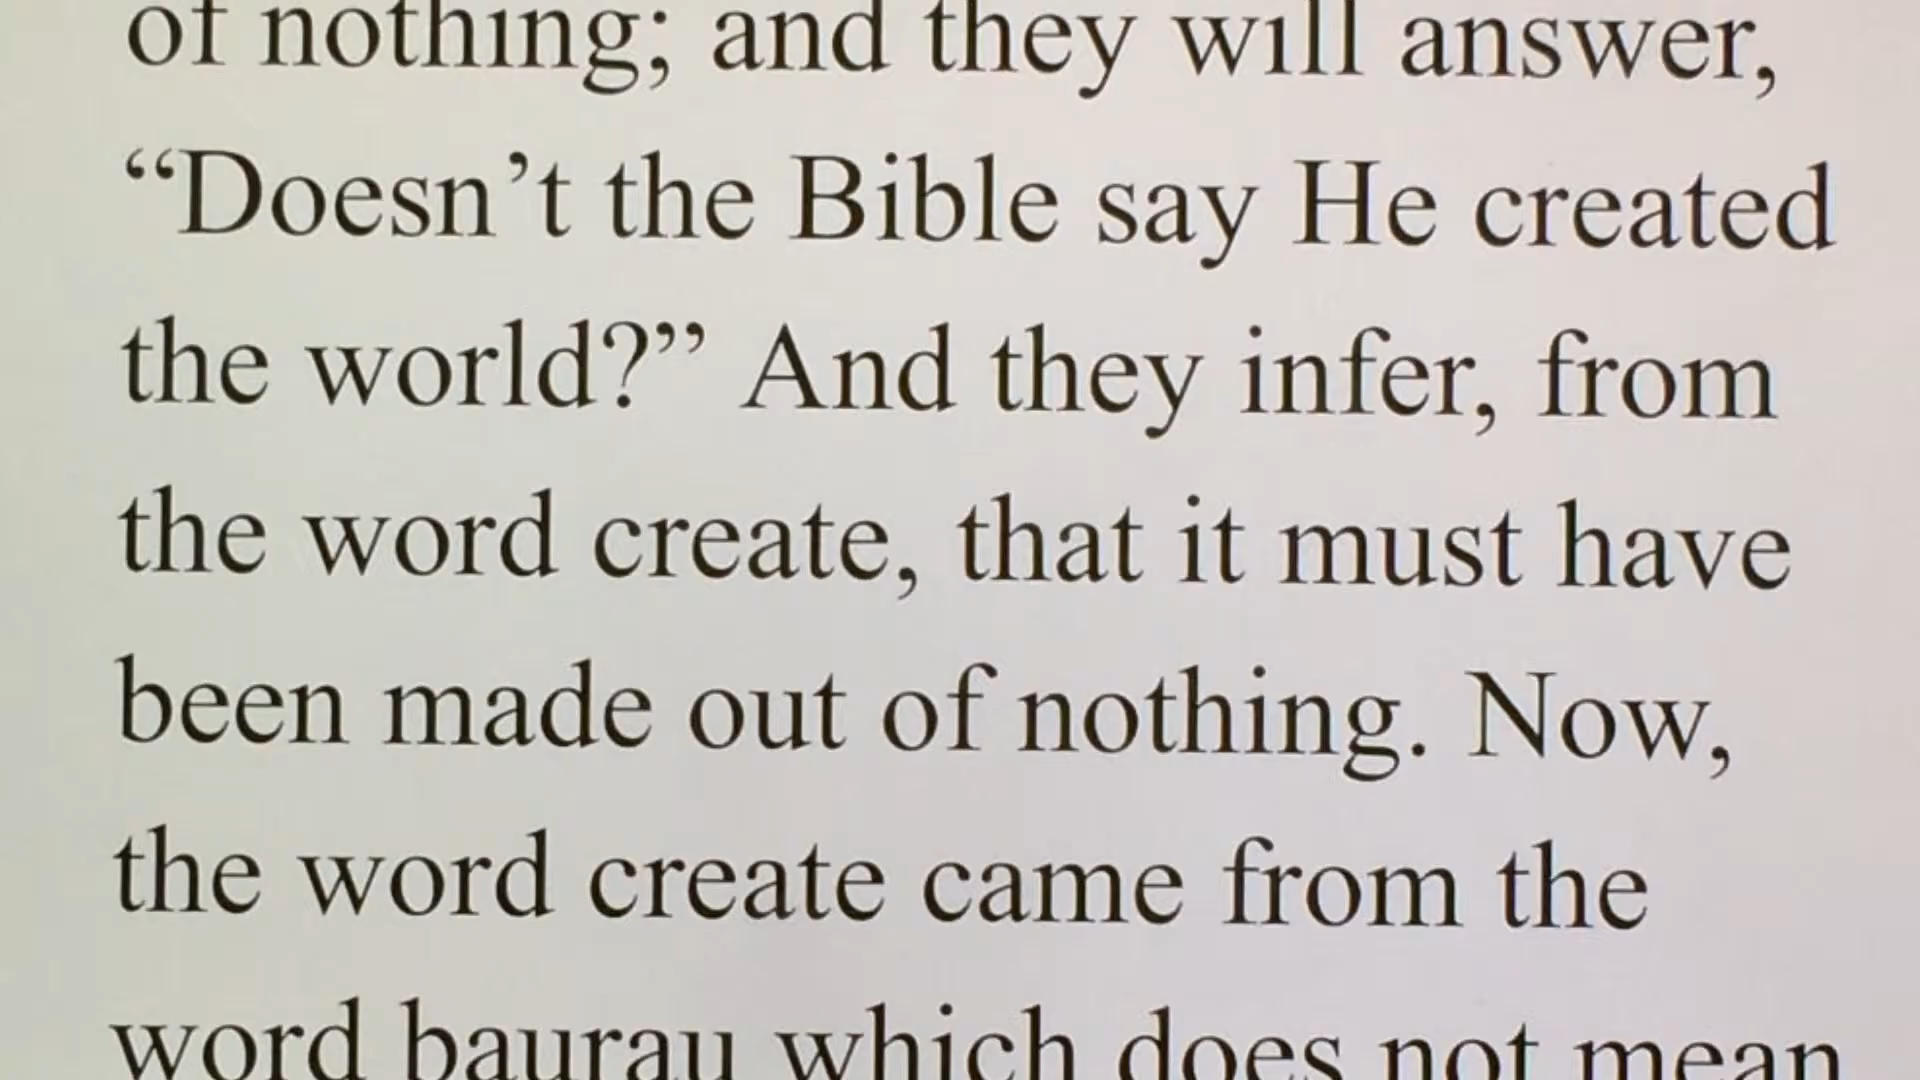 of nothing; and they will answer,
“Doesn’t the Bible say He created
the world?” And they infer, from
the word create, that it must have
been made out of nothing. Now,
the word create came from the
word baurau which does not mean